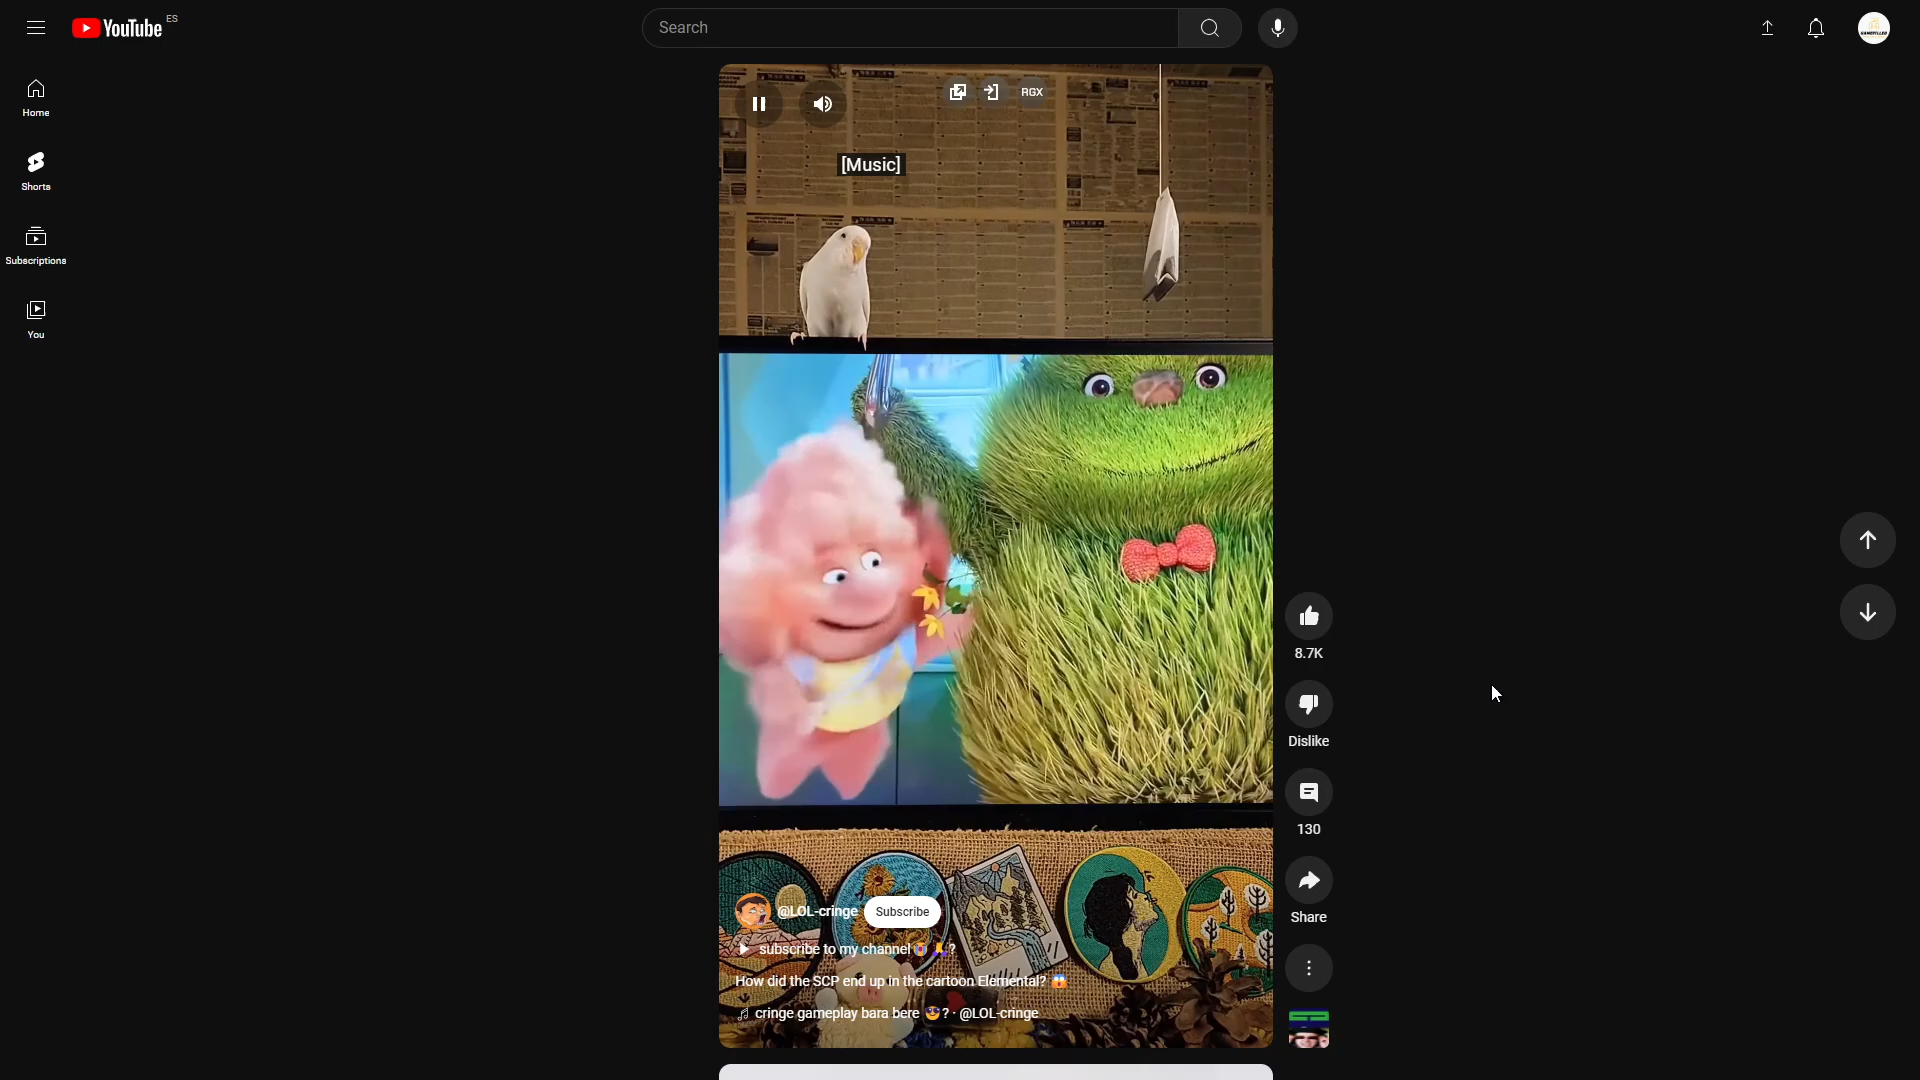 YouTube ES
Search
Home
Shorts
Subscriptions
You
RGX
[Music]
8.7K
Dislike
130
Share
@LOL-cringe Subscribe
subscribe to my channel😭🙏?
How did the SCP end up in the cartoon Elemental? 😱
cringe gameplay bara bere 😎? · @LOL-cringe